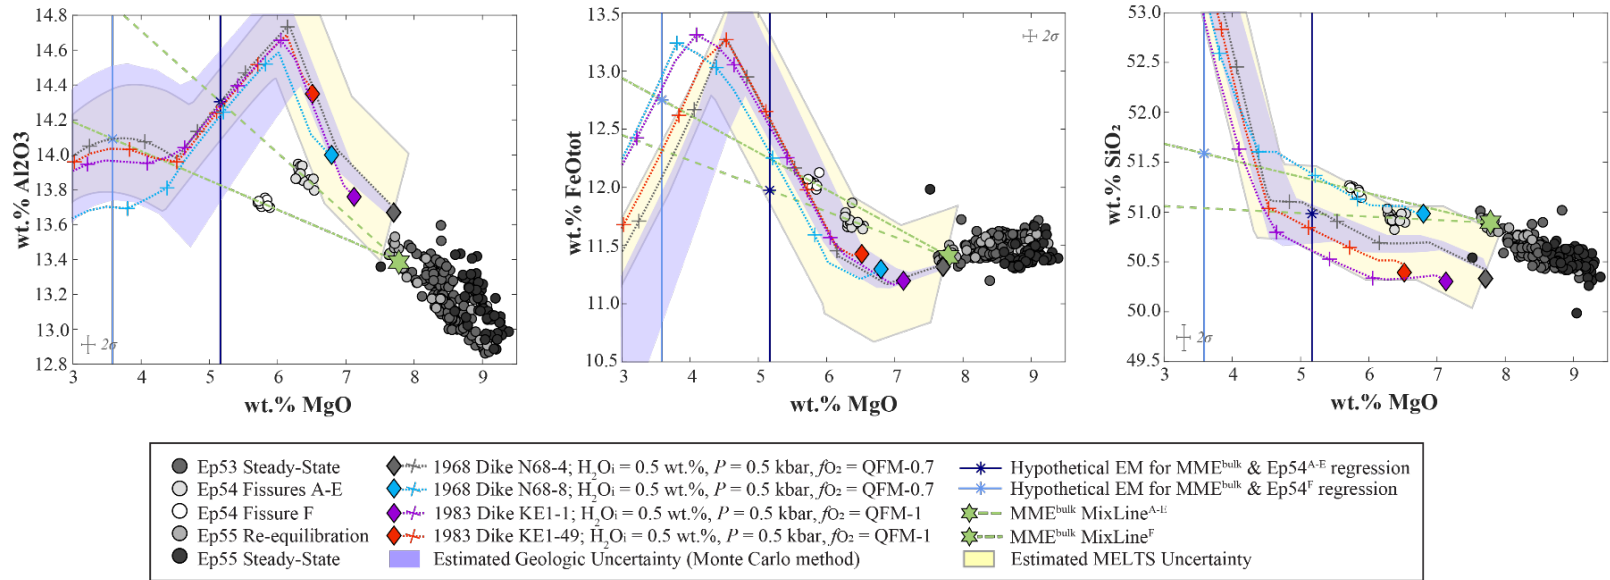 14.8
14.6
14.4
14.2
14.0
13.8
13.6
13.4
13.2
13.0
12.8
wt.% Al2O3
2σ
3 4 5 6 7 8 9
wt.% MgO
13.5
13.0
12.5
12.0
11.5
11.0
10.5
wt.% FeOtot
2σ
3 4 5 6 7 8 9
wt.% MgO
53.0
52.5
52.0
51.5
51.0
50.5
50.0
49.5
wt.% SiO₂
2σ
3 4 5 6 7 8 9
wt.% MgO
Ep53 Steady-State
Ep54 Fissures A-E
Ep54 Fissure F
Ep55 Re-equilibration
Ep55 Steady-State
1968 Dike N68-4; H₂Oᵢ = 0.5 wt.%, P = 0.5 kbar, fO₂ = QFM-0.7
1968 Dike N68-8; H₂Oᵢ = 0.5 wt.%, P = 0.5 kbar, fO₂ = QFM-0.7
1983 Dike KE1-1; H₂Oᵢ = 0.5 wt.%, P = 0.5 kbar, fO₂ = QFM-1
1983 Dike KE1-49; H₂Oᵢ = 0.5 wt.%, P = 0.5 kbar, fO₂ = QFM-1
Estimated Geologic Uncertainty (Monte Carlo method)
Hypothetical EM for MMEᵇᵘˡᵏ & Ep54ᴬ⁻ᴱ regression
Hypothetical EM for MMEᵇᵘˡᵏ & Ep54ᶠ regression
MMEᵇᵘˡᵏ MixLineᴬ⁻ᴱ
MMEᵇᵘˡᵏ MixLineᶠ
Estimated MELTS Uncertainty